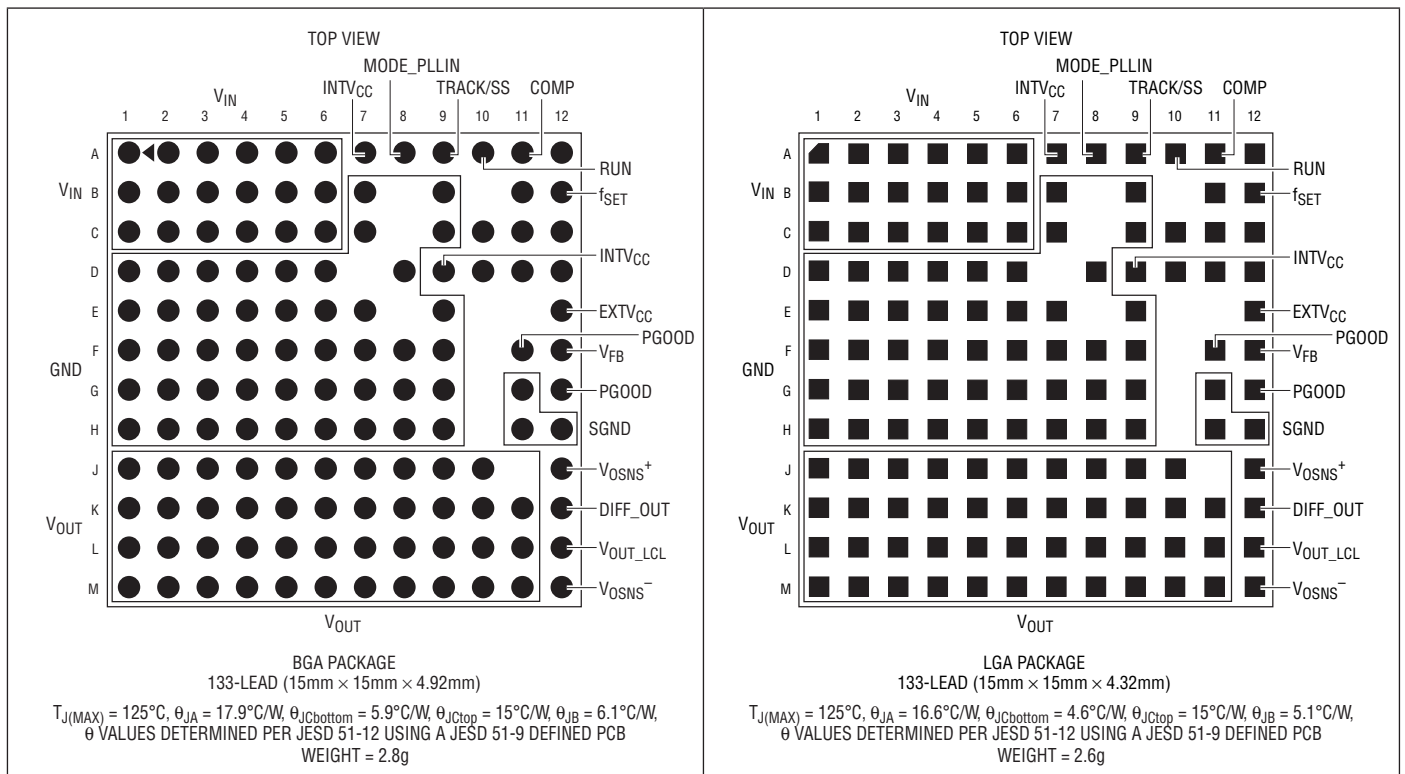 TOP VIEW
MODE_PLLIN
INTVCC TRACK/SS COMP
VIN
1 2 3 4 5 6 7 8 9 10 11 12
A
RUN
VIN B
fSET
C
INTVCC
D
E
EXTVCC
PGOOD
F
VFB
GND
G
PGOOD
H
SGND
J
VOSNS+
K
DIFF_OUT
VOUT
L
VOUT_LCL
M
VOSNS–
VOUT
BGA PACKAGE
133-LEAD (15mm × 15mm × 4.92mm)
TJ(MAX) = 125°C, θJA = 17.9°C/W, θJCbottom = 5.9°C/W, θJCtop = 15°C/W, θJB = 6.1°C/W,
θ VALUES DETERMINED PER JESD 51-12 USING A JESD 51-9 DEFINED PCB
WEIGHT = 2.8g
TOP VIEW
MODE_PLLIN
INTVCC TRACK/SS COMP
VIN
1 2 3 4 5 6 7 8 9 10 11 12
A
RUN
VIN B
fSET
C
INTVCC
D
E
EXTVCC
PGOOD
F
VFB
GND
G
PGOOD
H
SGND
J
VOSNS+
K
DIFF_OUT
VOUT
L
VOUT_LCL
M
VOSNS–
VOUT
LGA PACKAGE
133-LEAD (15mm × 15mm × 4.32mm)
TJ(MAX) = 125°C, θJA = 16.6°C/W, θJCbottom = 4.6°C/W, θJCtop = 15°C/W, θJB = 5.1°C/W,
θ VALUES DETERMINED PER JESD 51-12 USING A JESD 51-9 DEFINED PCB
WEIGHT = 2.6g